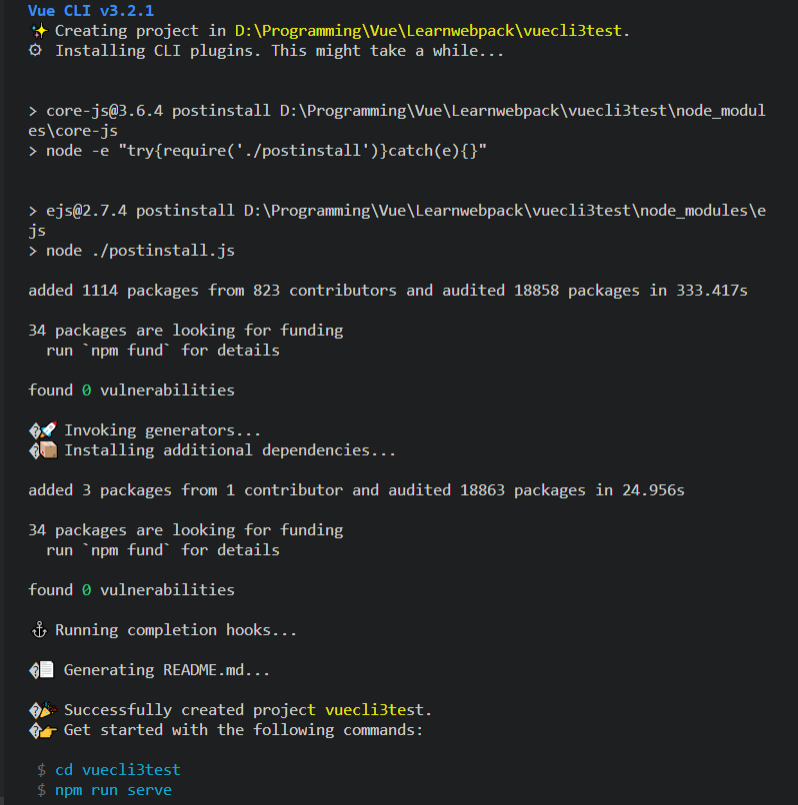 Vue CLI v3.2.1
✨ Creating project in D:\Programming\Vue\Learnwebpack\vuecli3test.
⚙ Installing CLI plugins. This might take a while...
> core-js@3.6.4 postinstall D:\Programming\Vue\Learnwebpack\vuecli3test\node_modul
es\core-js
> node -e "try{require('./postinstall')}catch(e){}"
> ejs@2.7.4 postinstall D:\Programming\Vue\Learnwebpack\vuecli3test\node_modules\e
js
> node ./postinstall.js
added 1114 packages from 823 contributors and audited 18858 packages in 333.417s
34 packages are looking for funding
run `npm fund` for details
found 0 vulnerabilities
�🚀 Invoking generators...
�📦 Installing additional dependencies...
added 3 packages from 1 contributor and audited 18863 packages in 24.956s
34 packages are looking for funding
run `npm fund` for details
found 0 vulnerabilities
⚓ Running completion hooks...
�📄 Generating README.md...
�🎉 Successfully created project vuecli3test.
�👉 Get started with the following commands:
$ cd vuecli3test
$ npm run serve